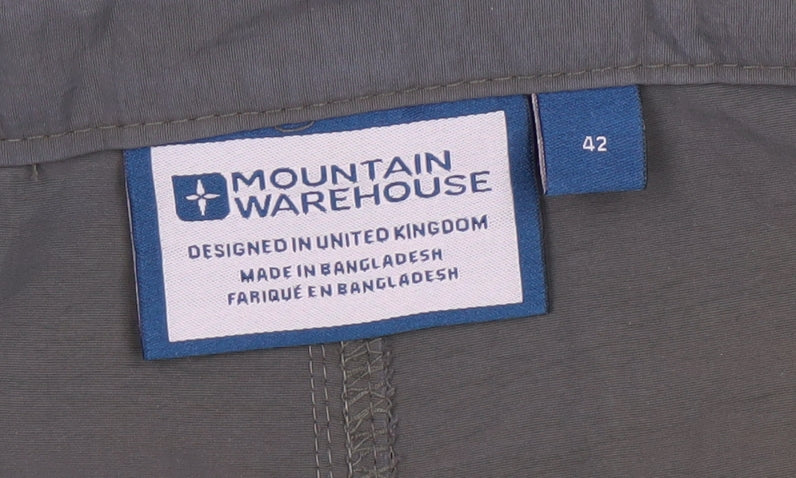 MOUNTAIN
WAREHOUSE
DESIGNED IN UNITED KINGDOM
MADE IN BANGLADESH
FARIQUÉ EN BANGLADESH
42